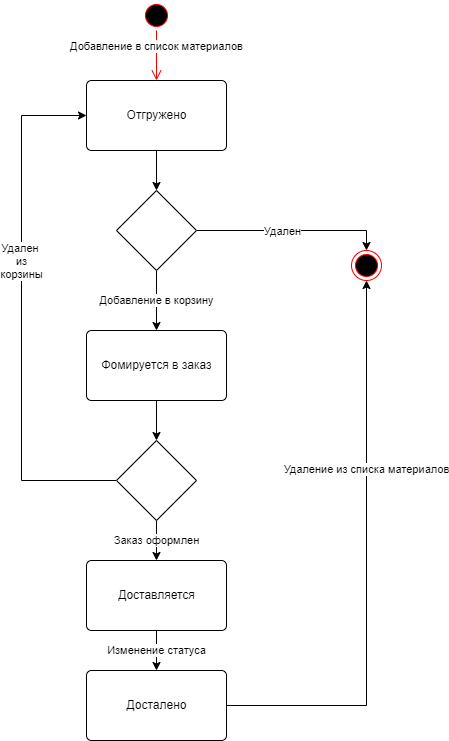 Добавление в список материалов
Отгружено
Удален
Удален
из
корзины
Добавление в корзину
Фомируется в заказ
Удаление из списка материалов
Заказ оформлен
Доставляется
Изменение статуса
Досталено